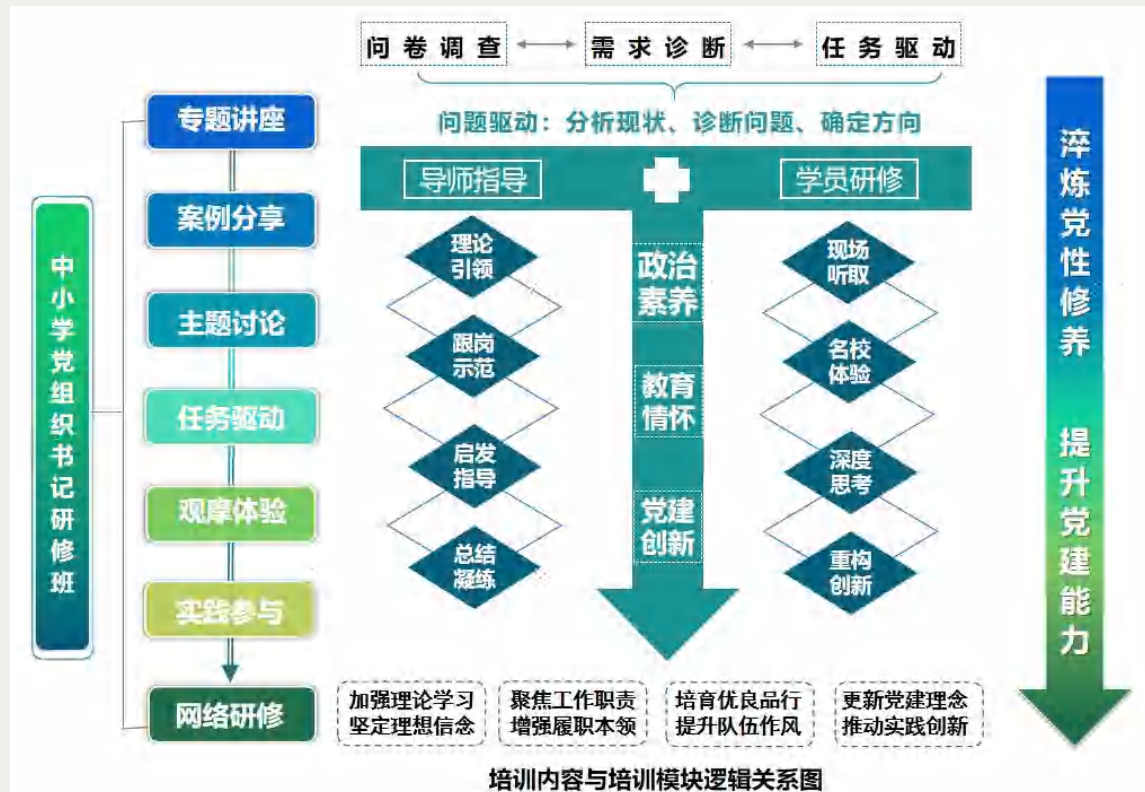 问卷调查
需求诊断
任务驱动
问题驱动：分析现状、诊断问题、确定方向
中小学党组织书记研修班
专题讲座
案例分享
主题讨论
任务驱动
观摩体验
实践参与
网络研修
导师指导
学员研修
理论
引领
跟岗
示范
启发
指导
总结
凝练
政治
素养
教育
情怀
党建
创新
现场
听取
名校
体验
深度
思考
重构
创新
淬炼党性修养 提升党建能力
加强理论学习
坚定理想信念
聚焦工作职责
增强履职本领
培育优良品行
提升队伍作风
更新党建理念
推动实践创新
培训内容与培训模块逻辑关系图